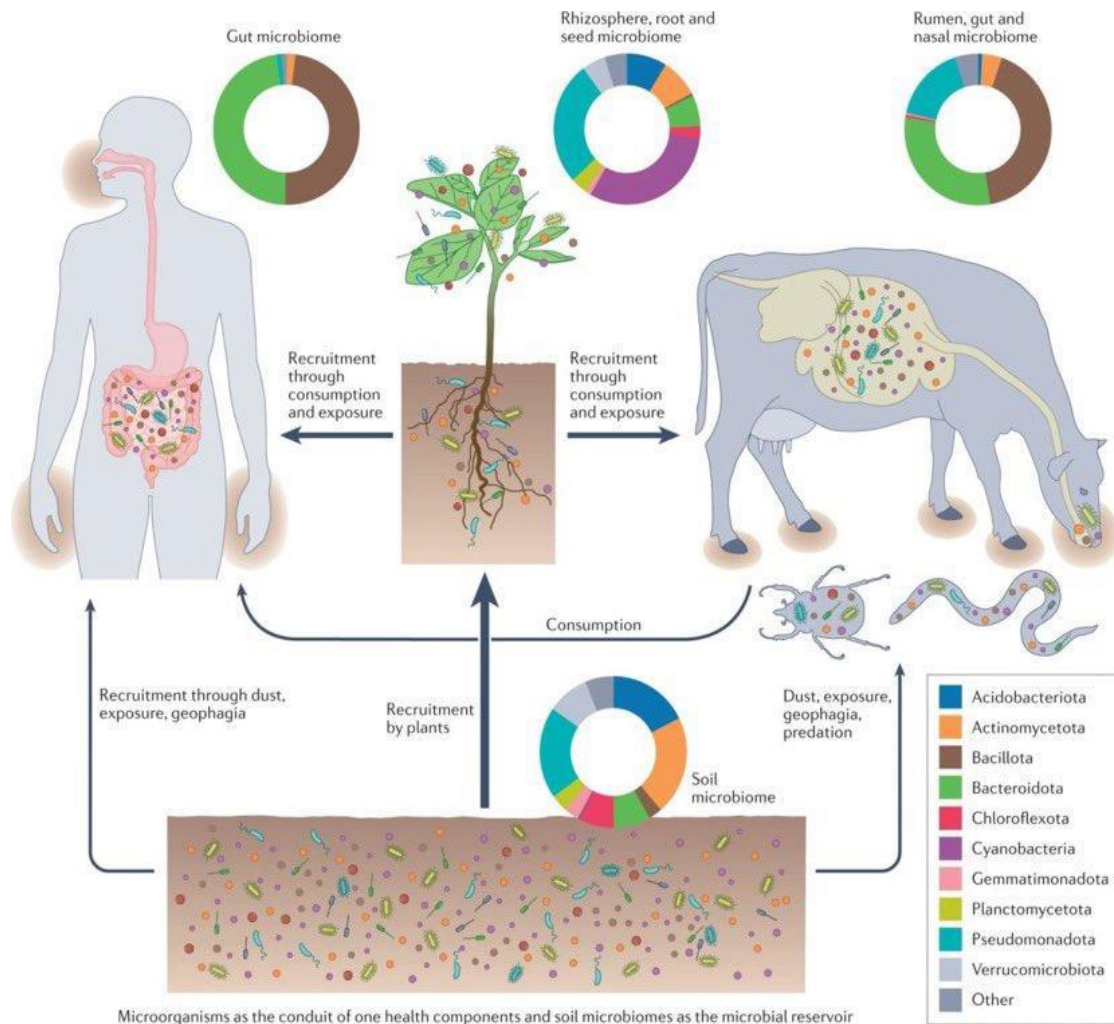 Gut microbiome
Rhizosphere, root and
seed microbiome
Rumen, gut and
nasal microbiome
Recruitment
through
consumption
and exposure
Recruitment
through
consumption
and exposure
Consumption
Recruitment through dust,
exposure, geophagia
Recruitment
by plants
Dust, exposure,
geophagia,
predation
Soil
microbiome
Acidobacteriota
Actinomycetota
Bacillota
Bacteroidota
Chloroflexota
Cyanobacteria
Gemmatimonadota
Planctomycetota
Pseudomonadota
Verrucomicrobiota
Other
Microorganisms as the conduit of one health components and soil microbiomes as the microbial reservoir